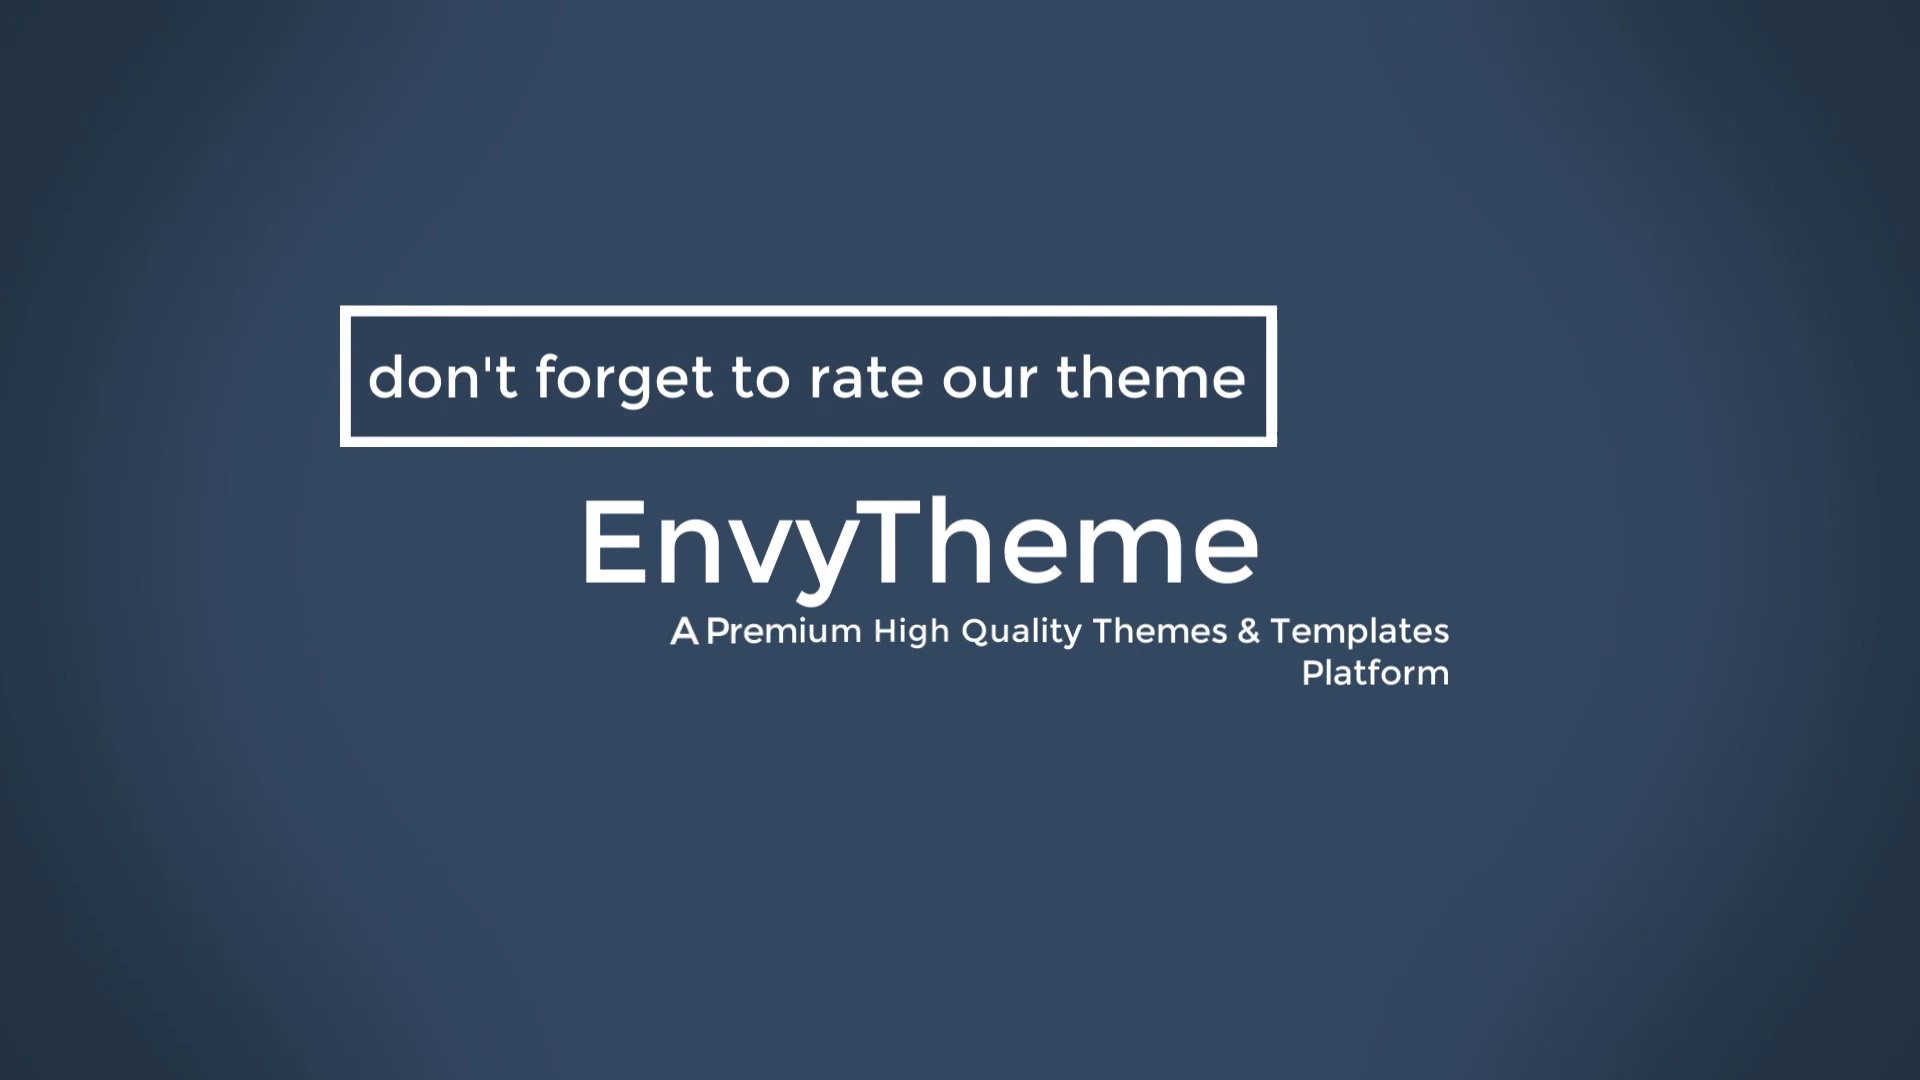 don't forget to rate our theme
EnvyTheme
A Premium High Quality Themes & Templates
Platform